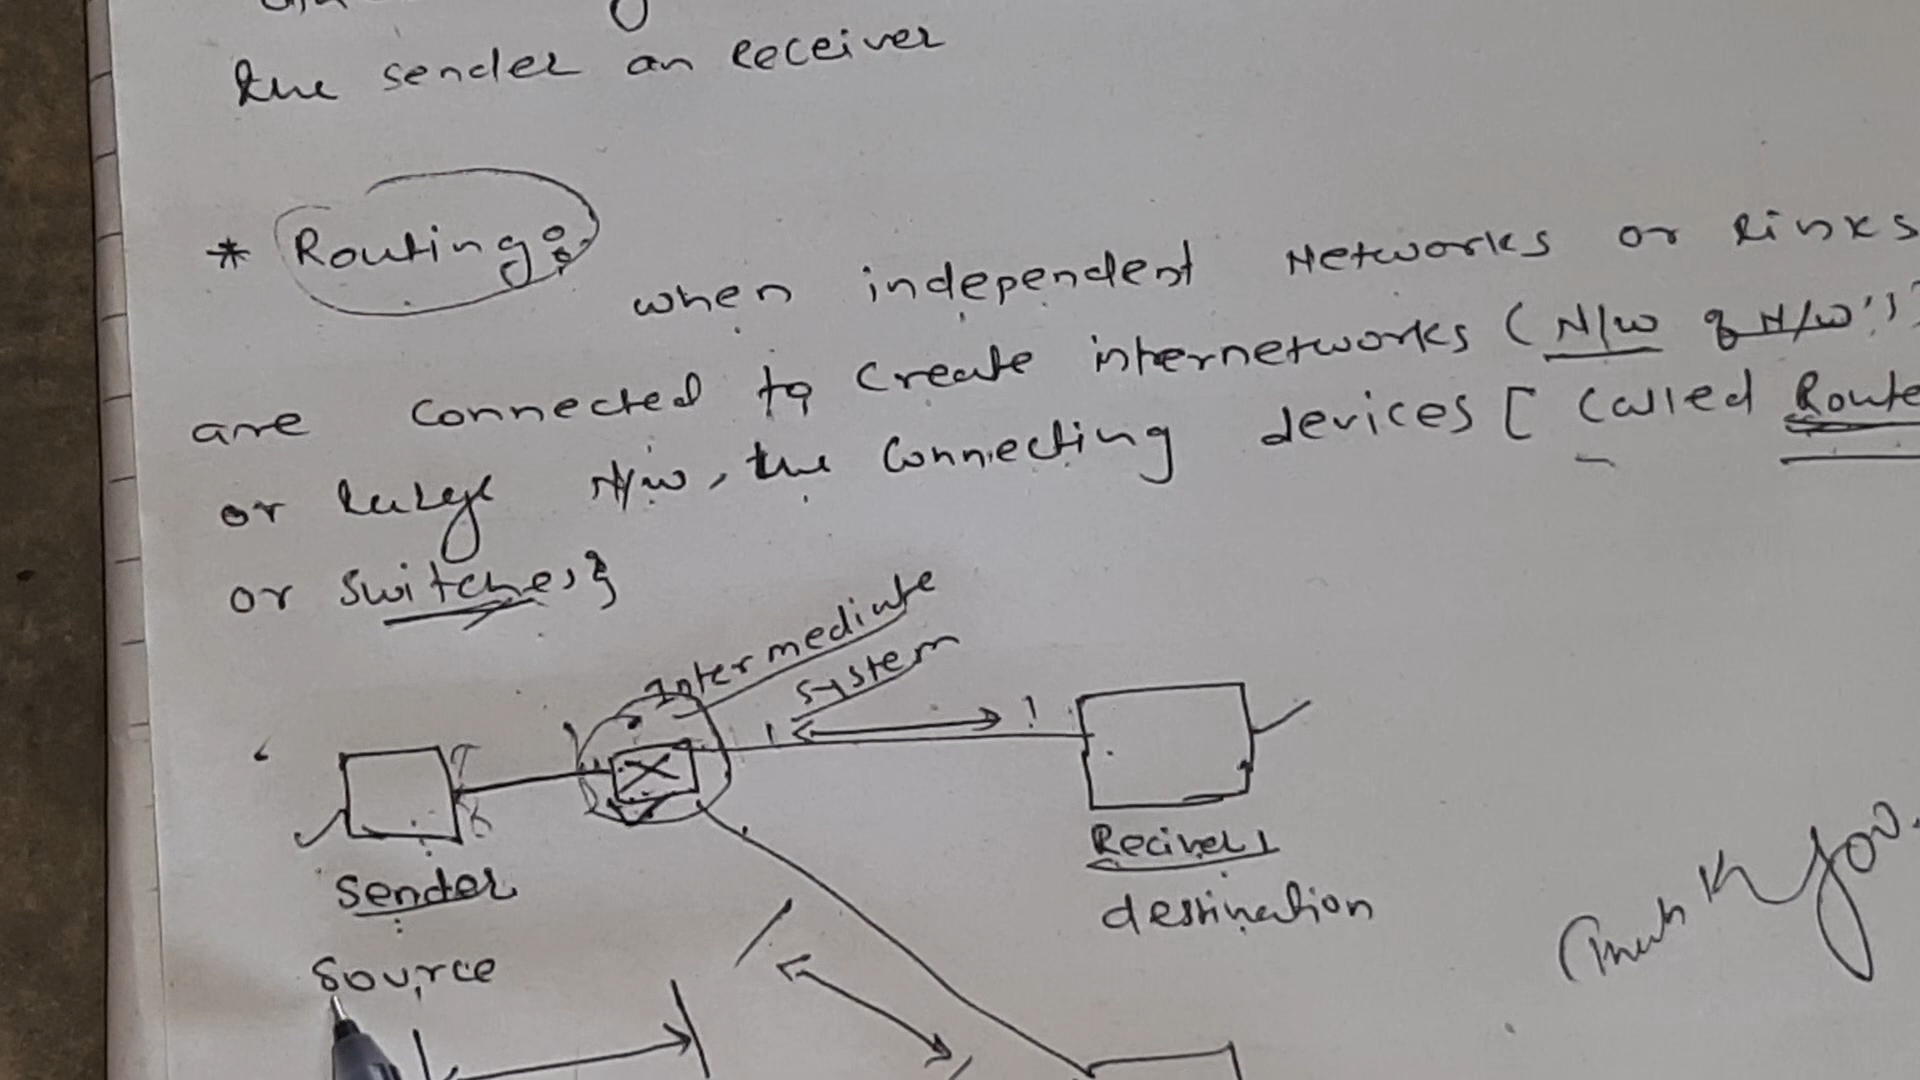 the sender an receiver
* Routing:
when independent Networks or links
are connected to create internetworks (N/w of N/w's)
or large N/w, the connecting devices [ called Route
or switches}
Intermediate
system
Sender
Source
Reciver
destination